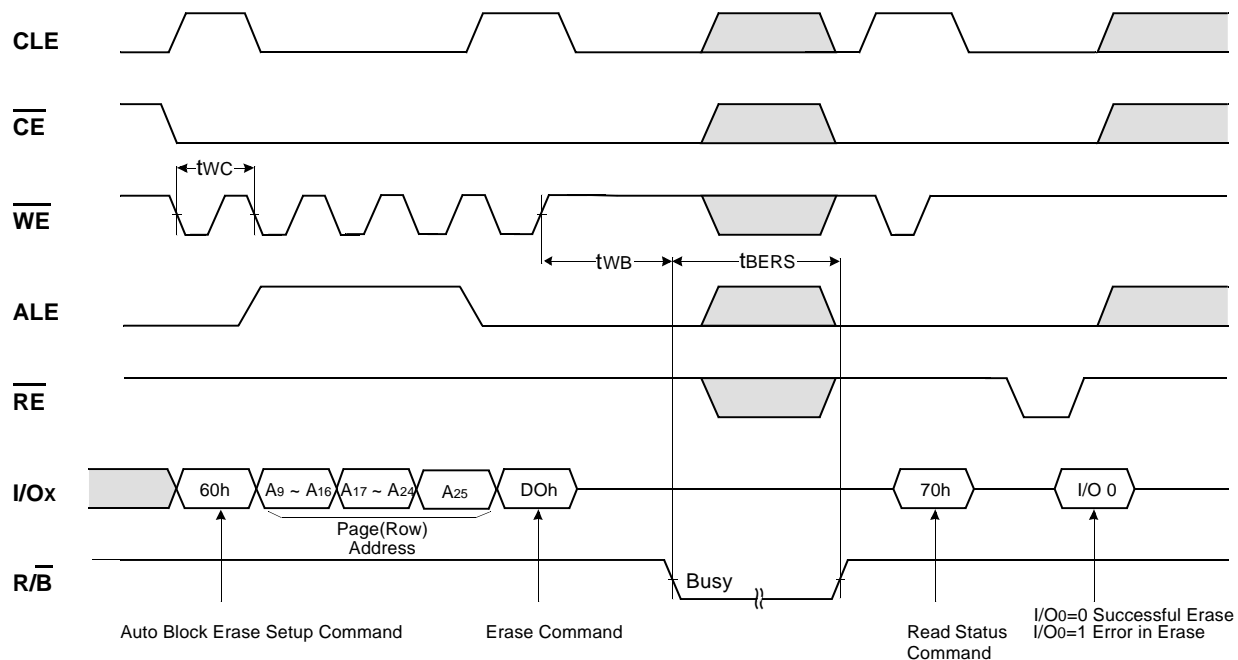 CLE
CE
tWC
WE
tWB
tBERS
ALE
RE
I/Ox
60h
A9 ~ A16
A17 ~ A24
A25
DOh
70h
I/O 0
Page(Row)
Address
R/B
Busy
Auto Block Erase Setup Command
Erase Command
Read Status
Command
I/O0=0 Successful Erase
I/O0=1 Error in Erase